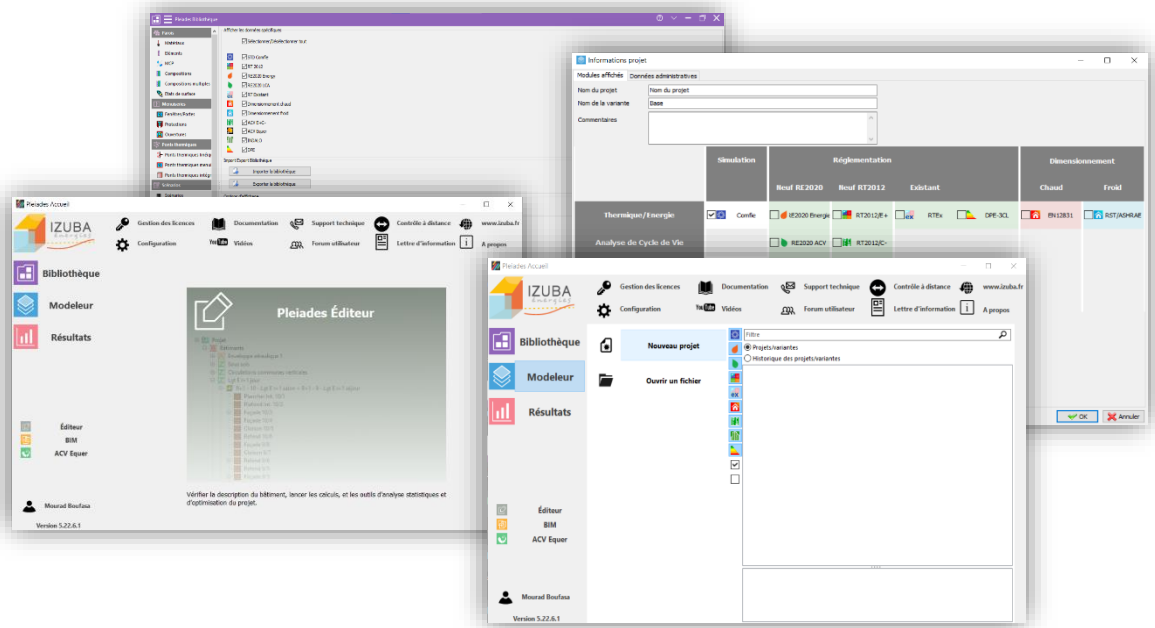 Pleiades Bibliothèque
Parois
Matériaux
Eléments
MCP
Compositions
Compositions multiples
Etats de surface
Menuiseries
Fenêtres/Portes
Protections
Ouvertures
Ponts thermiques
Afficher les données spécifiques
Sélectionner/Désélectionner tout
STD Comfie
RT 2012
RE2020 Energie
RE2020 ACV
RT Existant
Dimensionnement chaud
Dimensionnement froid
ACV E+C-
ACV Equer
DPE
Import Export Bibliothèque
Importer la bibliothèque
Exporter la bibliothèque
Informations projet
Modules affichés
Données administratives
Nom du projet
Nom du projet
Nom de la variante
Base
Commentaires
Simulation
Réglementation
Dimensionnement
Neuf RE2020
Neuf RT2012
Existant
Chaud
Froid
Thermique/Energie
Comfie
RE2020 Energie
RT2012/E+
RTEx
DPE-3CL
EN12831
RST/ASHRAE
Analyse de Cycle de Vie
RE2020 ACV
RT2012/C-
OK
Annuler
Pleiades Accueil
IZUBA
énergies
Gestion des licences
Documentation
Support technique
Contrôle à distance
www.izuba.fr
Configuration
YouTube
Vidéos
Forum utilisateur
Lettre d'information
A propos
Bibliothèque
Modeleur
Résultats
Pleiades Éditeur
Projet
Bâtiments
Éditeur
BIM
ACV Equer
Vérifier la description du bâtiment, lancer les calculs, et les outils d'analyse statistiques et
d'optimisation du projet.
Mourad Boufasa
Version 5.22.6.1
Pleiades Accueil
IZUBA
énergies
Gestion des licences
Documentation
Support technique
Contrôle à distance
www.izuba.fr
Configuration
YouTube
Vidéos
Forum utilisateur
Lettre d'information
A propos
Bibliothèque
Modeleur
Résultats
Nouveau projet
Ouvrir un fichier
Filtre
Projets/variantes
Historique des projets/variantes
ex
Éditeur
BIM
ACV Equer
Mourad Boufasa
Version 5.22.6.1